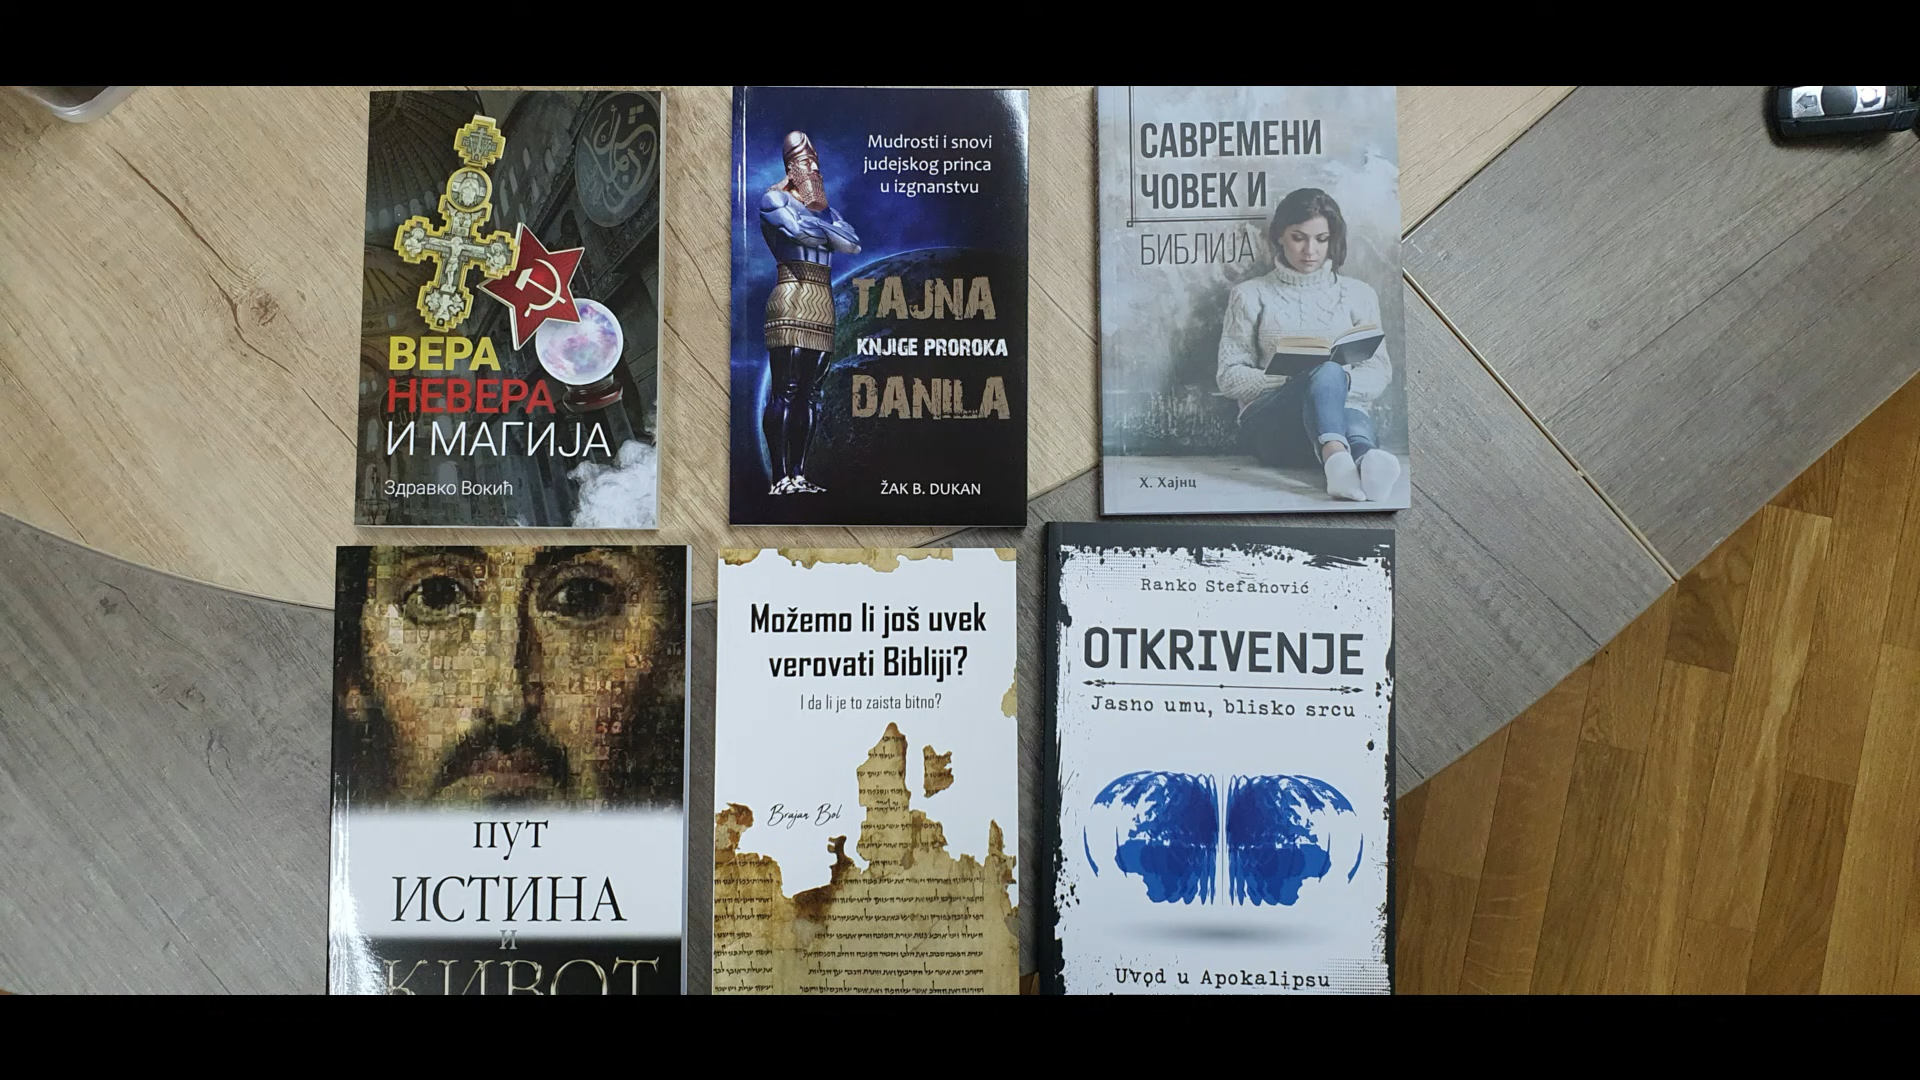 ВЕРА
НЕВЕРА
И МАГИЈА
Здравко Вокић
Mudrosti i snovi
judejskog princa
u izgnanstvu
TAJNA
KNJIGE PROROKA
DANILA
ŽAK B. DUKAN
САВРЕМЕНИ
ЧОВЕК И
БИБЛИЈА
Х. Хајнц
пут
ИСТИНА
и
ЖИВОТ
Možemo li još uvek
verovati Bibliji?
I da li je to zaista bitno?
Brajan Bol
Ranko Stefanović
OTKRIVENJE
Jasno umu, blisko srcu
Uvod u Apokalipsu